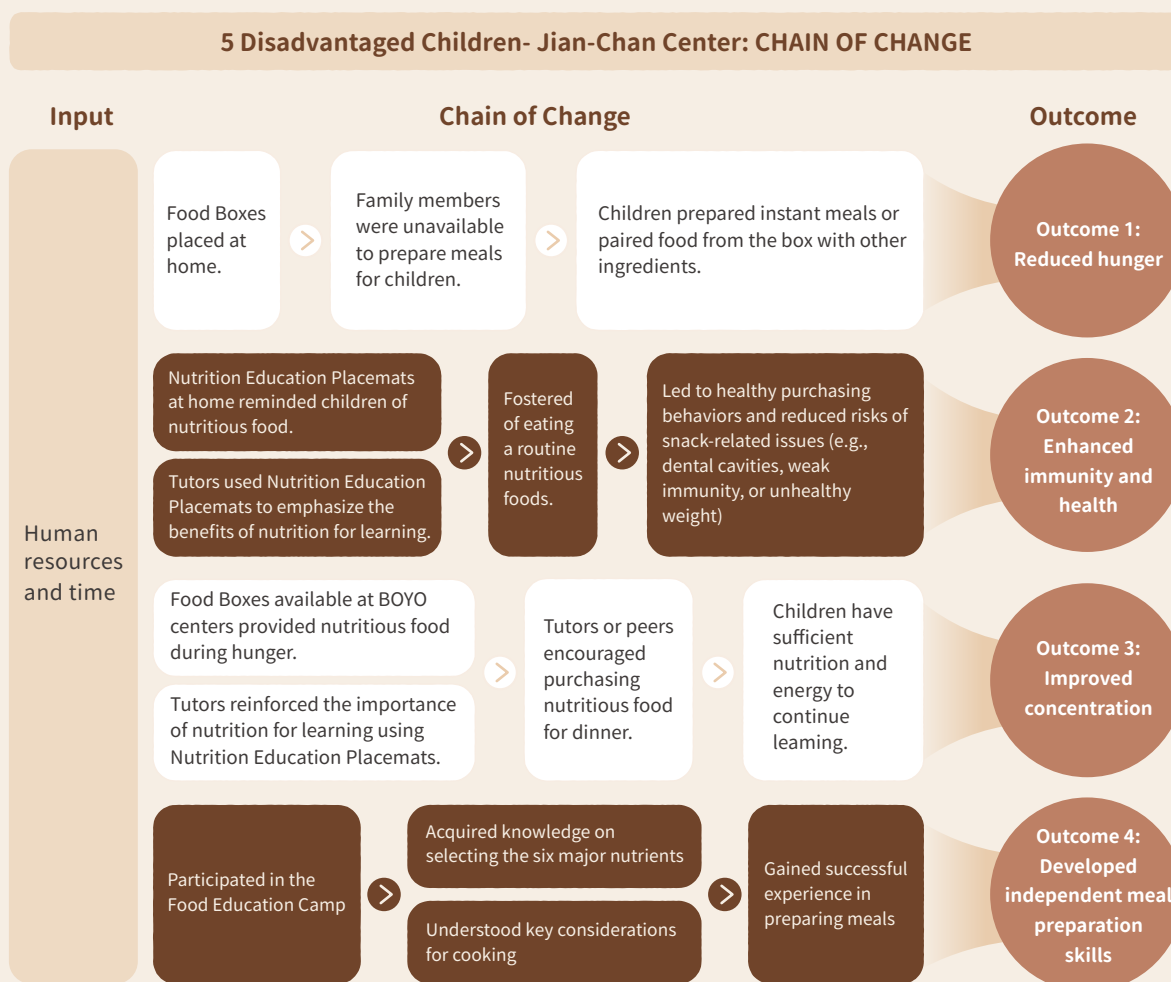 5 Disadvantaged Children- Jian-Chan Center: CHAIN OF CHANGE
Input
Chain of Change
Outcome
Human
resources
and time
Food Boxes
placed at
home.
Family members
were unavailable
to prepare meals
for children.
Children prepared instant meals or
paired food from the box with other
ingredients.
Outcome 1:
Reduced hunger
Nutrition Education Placemats
at home reminded children of
nutritious food.
Tutors used Nutrition Education
Placemats to emphasize the
benefits of nutrition for learning.
Fostered
of eating
a routine
nutritious
foods.
Led to healthy purchasing
behaviors and reduced risks of
snack-related issues (e.g.,
dental cavities, weak
immunity, or unhealthy
weight)
Outcome 2:
Enhanced
immunity and
health
Food Boxes available at BOYO
centers provided nutritious food
during hunger.
Tutors reinforced the importance
of nutrition for learning using
Nutrition Education Placemats.
Tutors or peers
encouraged
purchasing
nutritious food
for dinner.
Children have
sufficient
nutrition and
energy to
continue
leaming.
Outcome 3:
Improved
concentration
Participated in the
Food Education Camp
Acquired knowledge on
selecting the six major nutrients
Understood key considerations
for cooking
Gained successful
experience in
preparing meals
Outcome 4:
Developed
independent meal
preparation
skills